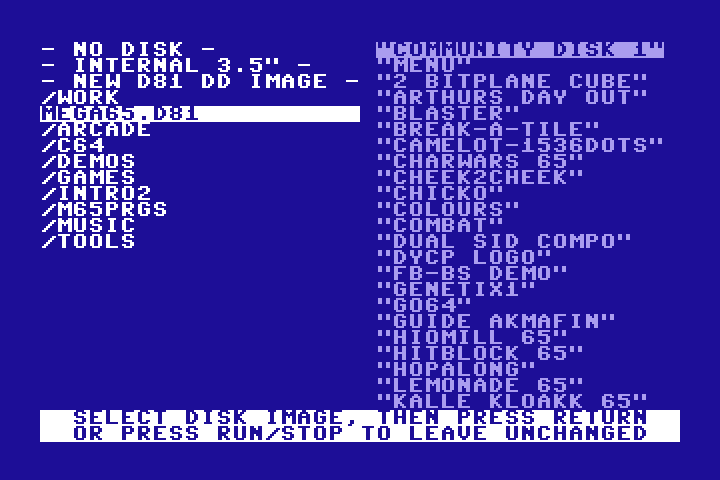 - NO DISK -
- INTERNAL 3.5" -
- NEW D81 DD IMAGE -
/WORK
MEGA65.D81
/ARCADE
/C64
/DEMOS
/GAMES
/INTRO2
/M65PRGS
/MUSIC
/TOOLS
"COMMUNITY DISK 1"
"MENU"
"2 BITPLANE CUBE"
"ARTHURS DAY OUT"
"BLASTER"
"BREAK-A-TILE"
"CAMELOT-1536DOTS"
"CHARWARS 65"
"CHEEK2CHEEK"
"CHICKO"
"COLOURS"
"COMBAT"
"DUAL SID COMPO"
"DYCP LOGO"
"FB-BS DEMO"
"GENETIX1"
"GO64"
"GUIDE AKMAFIN"
"HIOMILL 65"
"HITBLOCK 65"
"HOPALONG"
"LEMONADE 65"
"KALLE KLOAKK 65"
SELECT DISK IMAGE, THEN PRESS RETURN
OR PRESS RUN/STOP TO LEAVE UNCHANGED